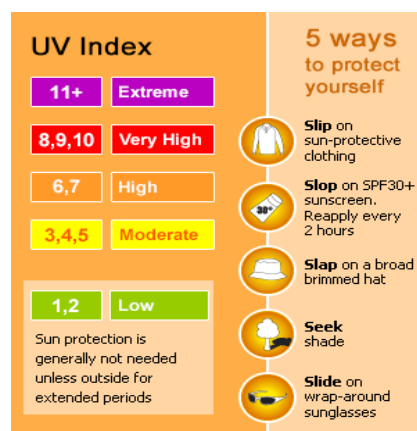 UV Index
11+ Extreme
8,9,10 Very High
6,7 High
3,4,5 Moderate
1,2 Low
Sun protection is
generally not needed
unless outside for
extended periods
5 ways
to protect
yourself
Slip on
sun-protective
clothing
30+
Slop on SPF30+
sunscreen.
Reapply every
2 hours
Slap on a broad
brimmed hat
Seek
shade
Slide on
wrap-around
sunglasses